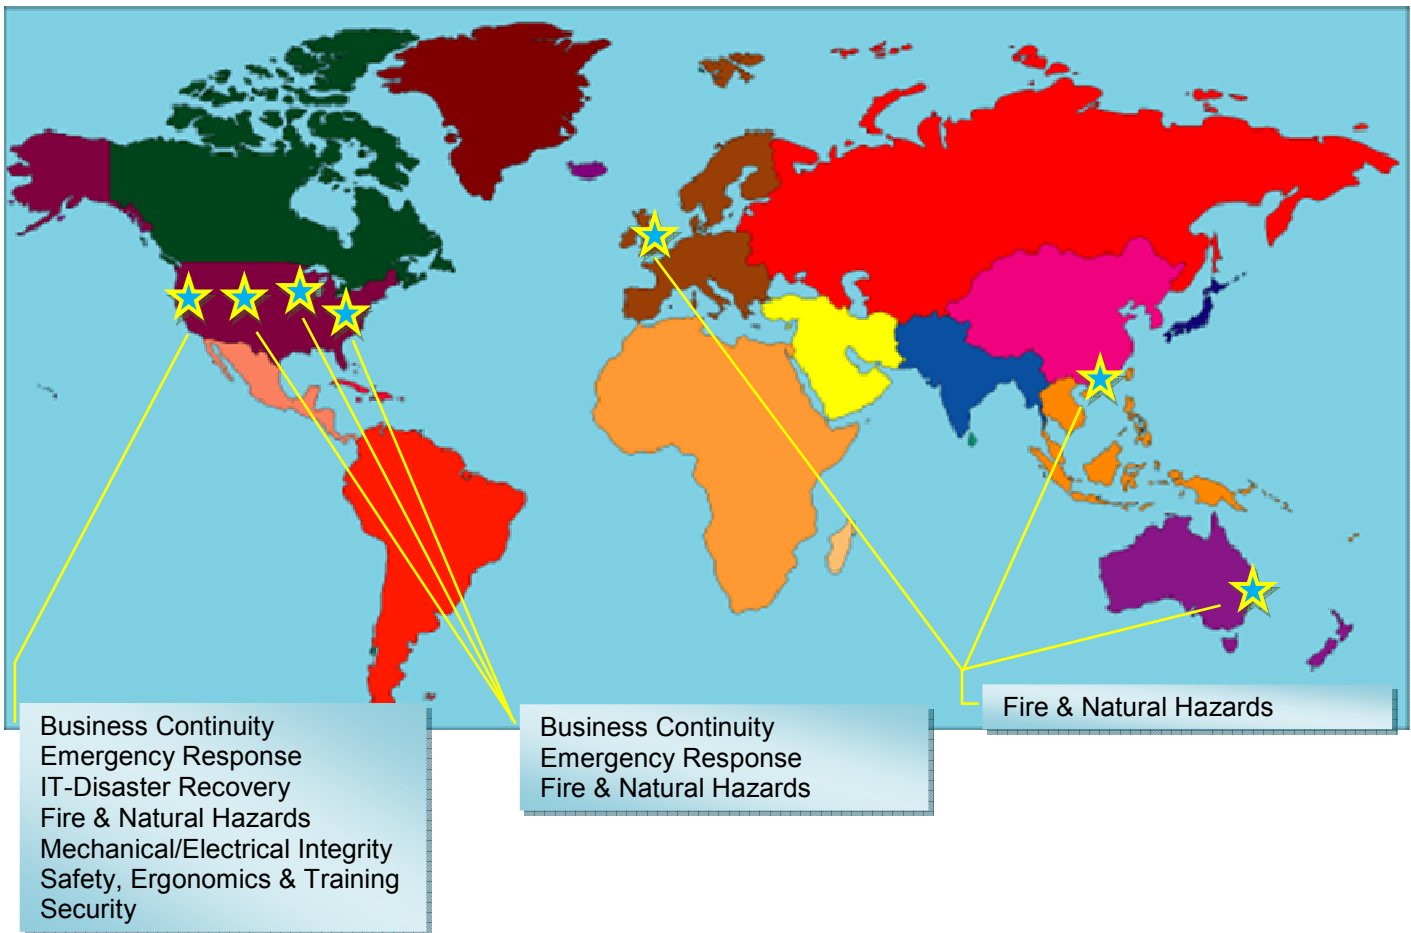 Business Continuity
Emergency Response
IT-Disaster Recovery
Fire & Natural Hazards
Mechanical/Electrical Integrity
Safety, Ergonomics & Training
Security
Business Continuity
Emergency Response
Fire & Natural Hazards
Fire & Natural Hazards